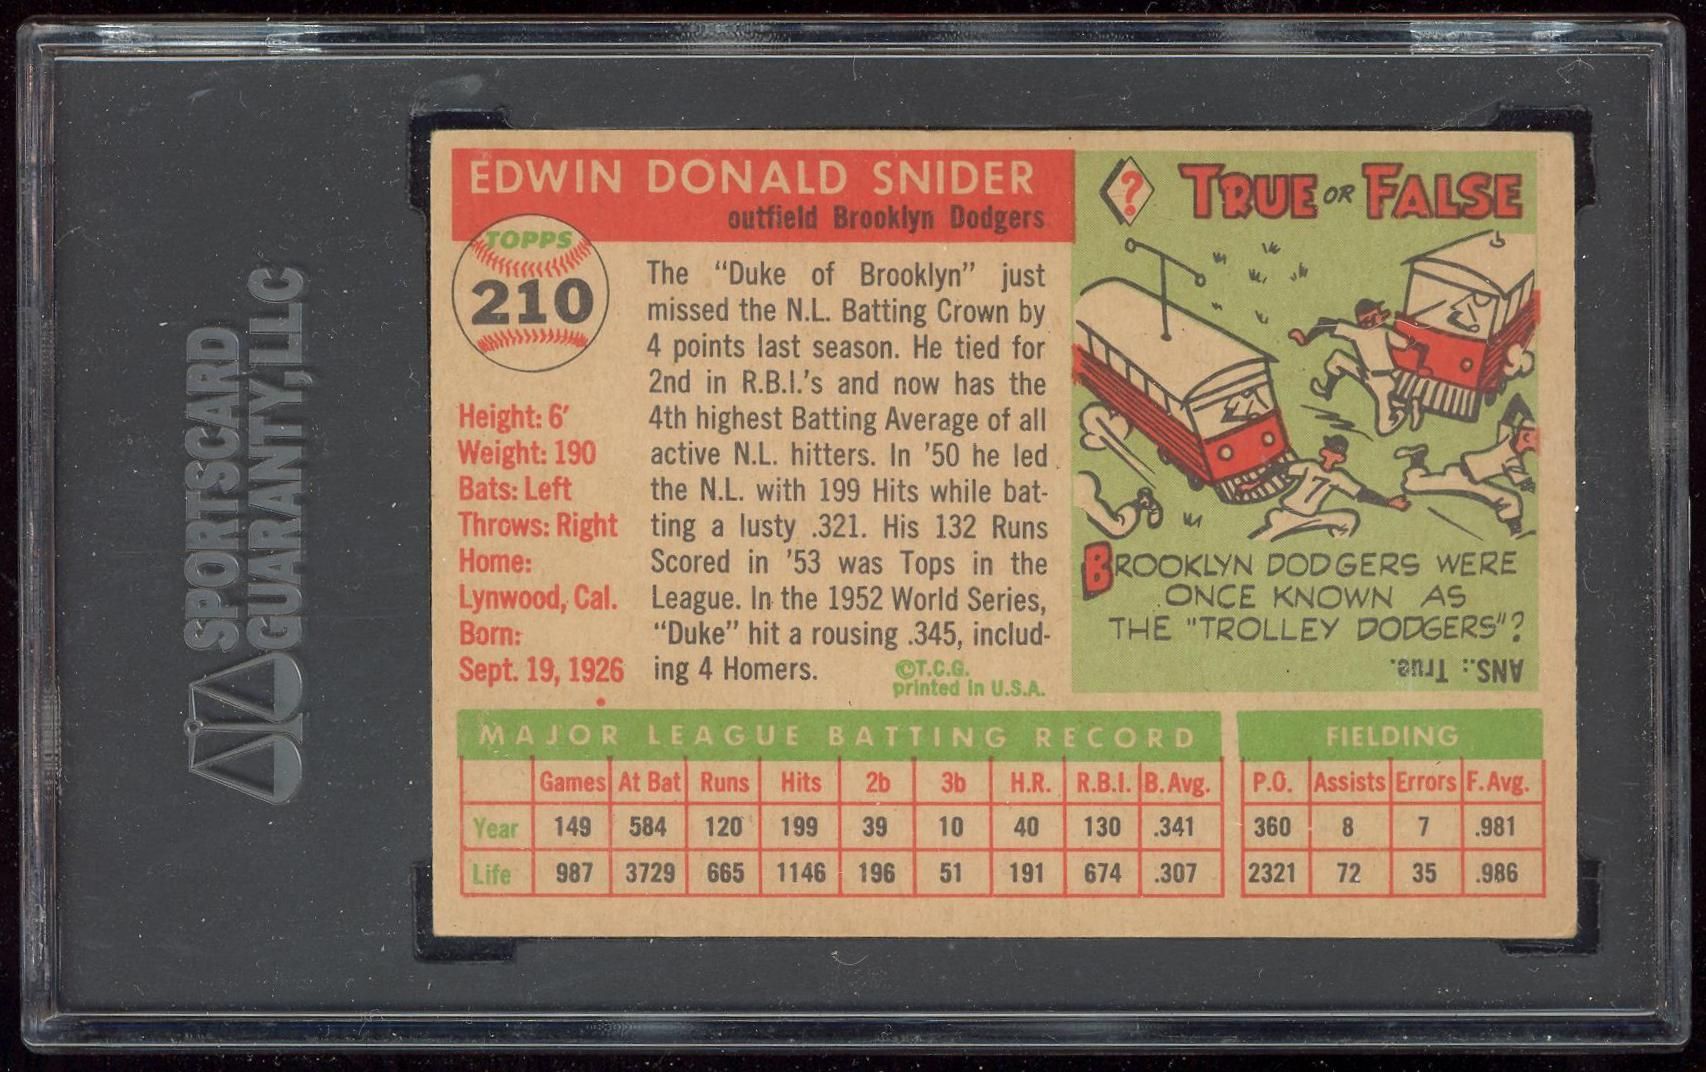 SPORTSCARD
GUARANTY, LLC
EDWIN DONALD SNIDER
outfield Brooklyn Dodgers
TOPPS
210
Height: 6′
Weight: 190
Bats: Left
Throws: Right
Home:
Lynwood, Cal.
Born:
Sept. 19, 1926
The “Duke of Brooklyn” just
missed the N.L. Batting Crown by
4 points last season. He tied for
2nd in R.B.I.’s and now has the
4th highest Batting Average of all
active N.L. hitters. In ’50 he led
the N.L. with 199 Hits while bat-
ting a lusty .321. His 132 Runs
Scored in ’53 was Tops in the
League. In the 1952 World Series,
“Duke” hit a rousing .345, includ-
ing 4 Homers.
©T.C.G.
printed in U.S.A.
? TRUE OR FALSE
7
BROOKLYN DODGERS WERE
ONCE KNOWN AS
THE "TROLLEY DODGERS"?
ANS.: True.
MAJOR LEAGUE BATTING RECORD
Games At Bat Runs Hits 2b 3b H.R. R.B.I. B. Avg.
Year 149 584 120 199 39 10 40 130 .341
Life 987 3729 665 1146 196 51 191 674 .307
FIELDING
P.O. Assists Errors F. Avg.
360 8 7 .981
2321 72 35 .986